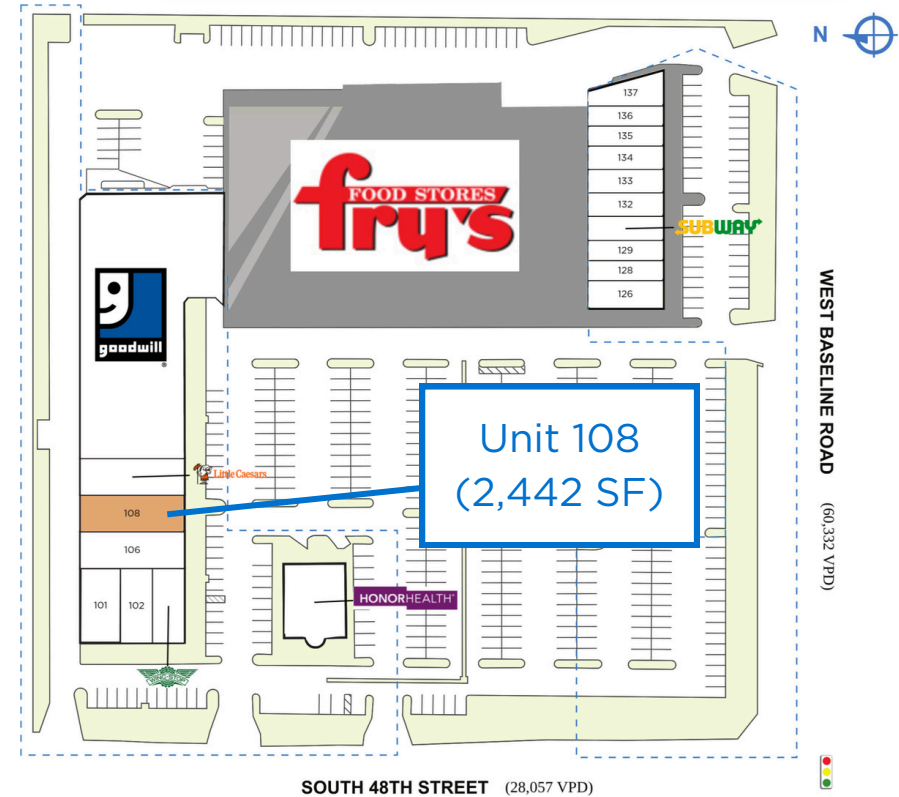 N
137
136
135
134
133
132
SUBWAY
129
128
126
FOOD STORES
fry's
goodwill
Little Caesars
Unit 108
(2,442 SF)
108
106
101
102
HONORHEALTH
WING·STOP
WEST BASELINE ROAD (60,332 VPD)
SOUTH 48TH STREET (28,057 VPD)